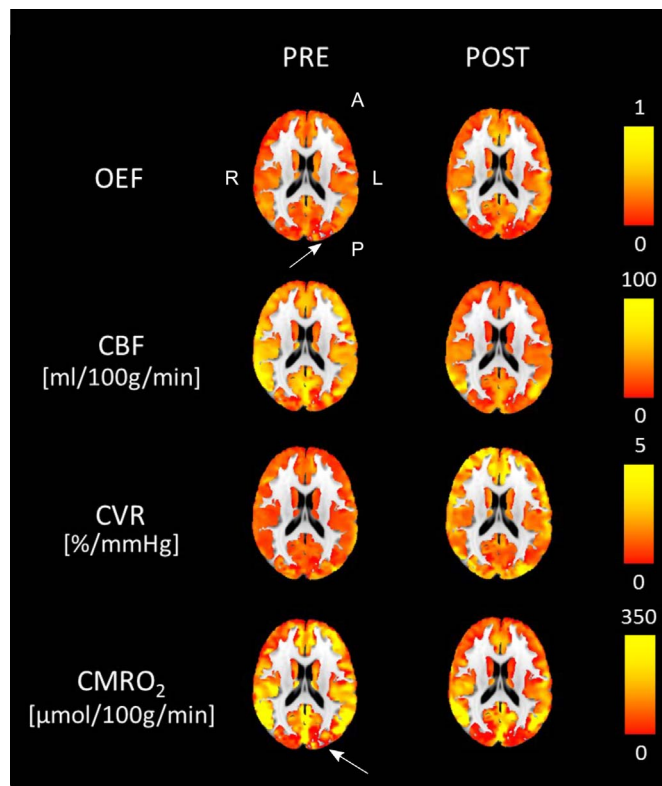 PRE POST
A
1
OEF
R L
0
P
100
CBF
[ml/100g/min]
0
5
CVR
[%/mmHg]
0
350
CMRO₂
[μmol/100g/min]
0